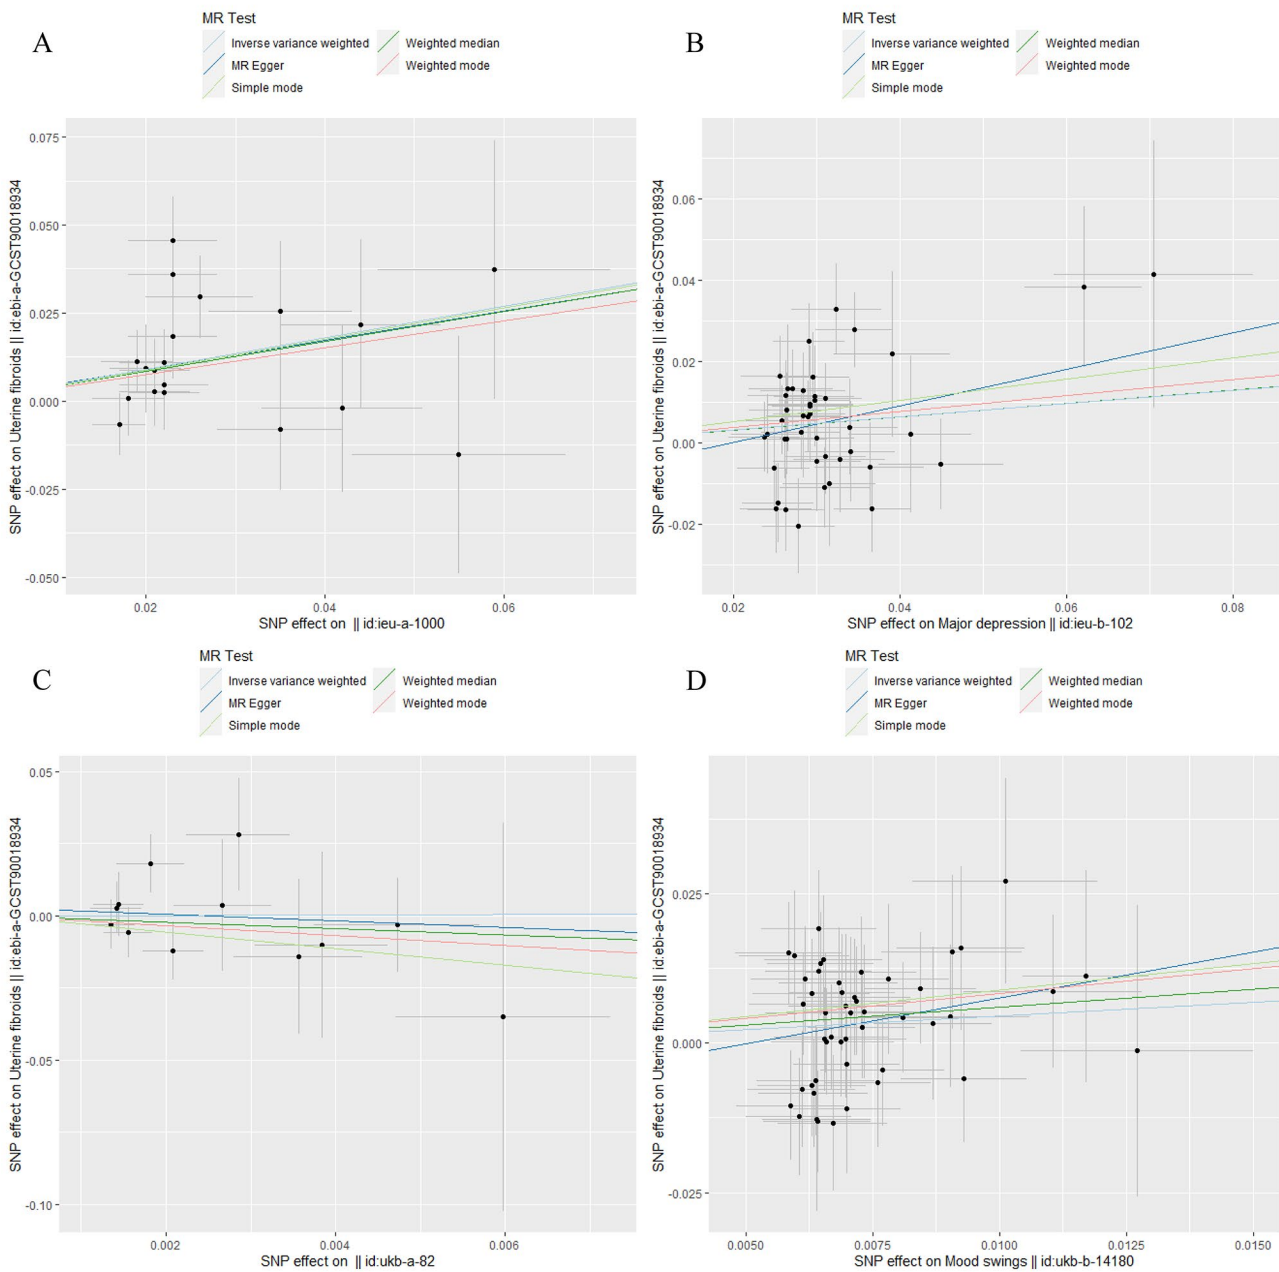 A
MR Test
Inverse variance weighted
Weighted median
MR Egger
Weighted mode
Simple mode
SNP effect on Uterine fibroids || id:ebi-a-GCST90018934
0.075
0.050
0.025
0.000
-0.025
-0.050
0.02
0.04
0.06
SNP effect on || id:ieu-a-1000
B
MR Test
Inverse variance weighted
Weighted median
MR Egger
Weighted mode
Simple mode
SNP effect on Uterine fibroids || id:ebi-a-GCST90018934
0.06
0.04
0.02
0.00
-0.02
0.02
0.04
0.06
0.08
SNP effect on Major depression || id:ieu-b-102
C
MR Test
Inverse variance weighted
Weighted median
MR Egger
Weighted mode
Simple mode
SNP effect on Uterine fibroids || id:ebi-a-GCST90018934
0.05
0.00
-0.05
-0.10
0.002
0.004
0.006
SNP effect on || id:ukb-a-82
D
MR Test
Inverse variance weighted
Weighted median
MR Egger
Weighted mode
Simple mode
SNP effect on Uterine fibroids || id:ebi-a-GCST90018934
0.025
0.000
-0.025
0.0050
0.0075
0.0100
0.0125
0.0150
SNP effect on Mood swings || id:ukb-b-14180